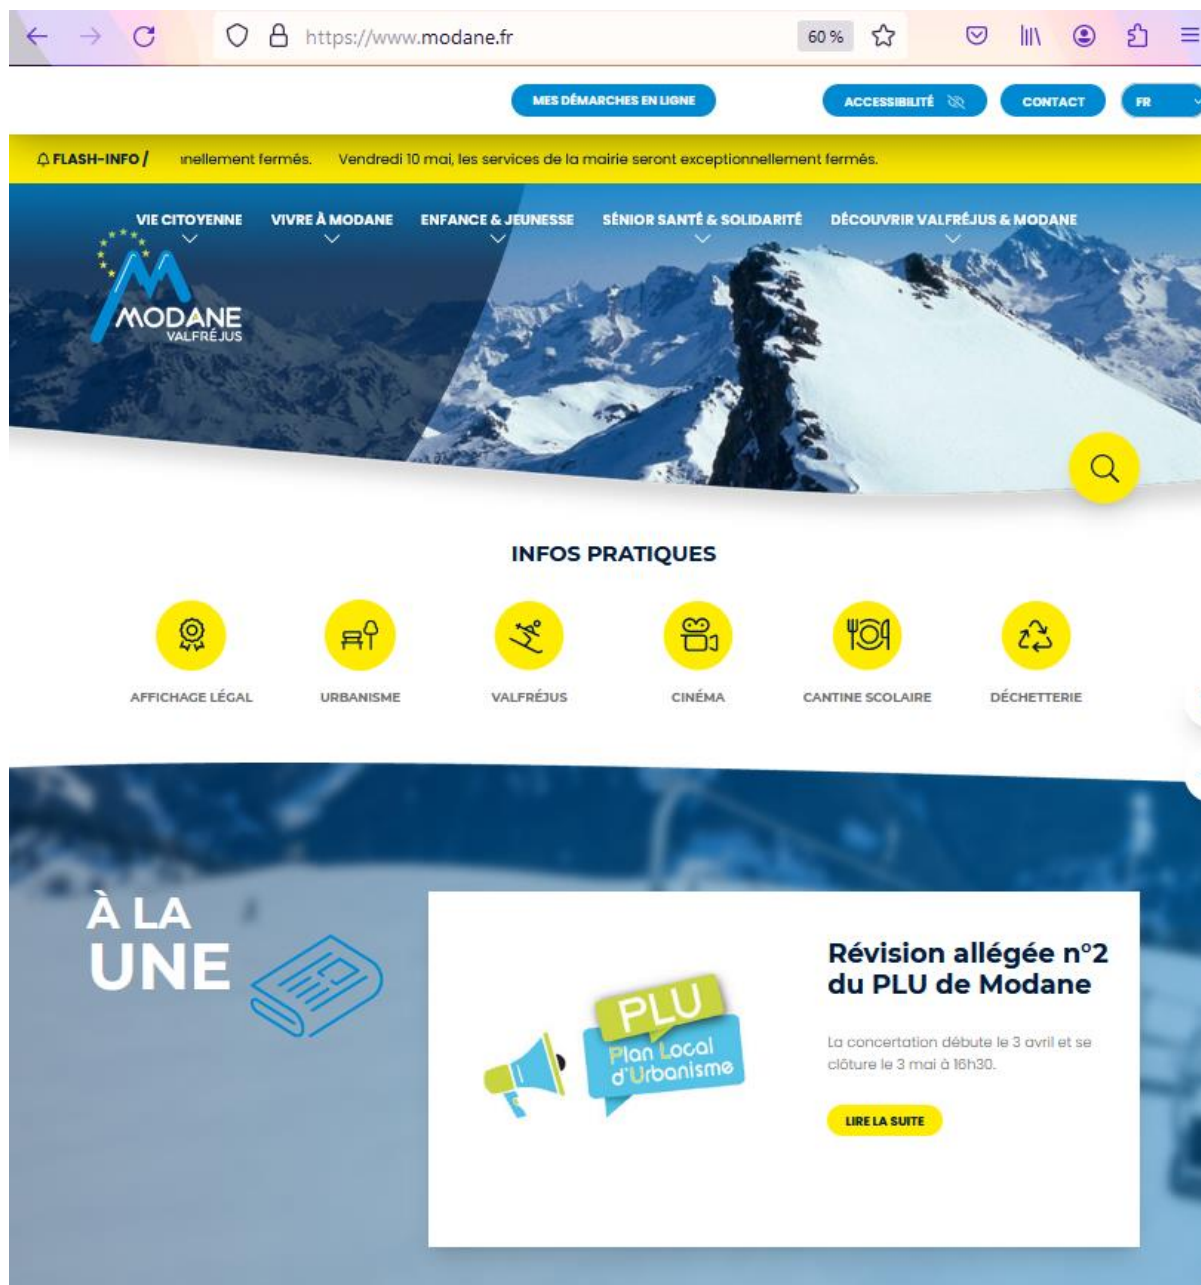 https://www.modane.fr
60 %
MES DÉMARCHES EN LIGNE
ACCESSIBILITÉ
CONTACT
FR
FLASH-INFO / nnellement fermés. Vendredi 10 mai, les services de la mairie seront exceptionnellement fermés.
VIE CITOYENNE
VIVRE À MODANE
ENFANCE & JEUNESSE
SÉNIOR SANTÉ & SOLIDARITÉ
DÉCOUVRIR VALFRÉJUS & MODANE
MODANE
VALFRÉJUS
INFOS PRATIQUES
AFFICHAGE LÉGAL
URBANISME
VALFRÉJUS
CINÉMA
CANTINE SCOLAIRE
DÉCHETTERIE
À LA
UNE
PLU
Plan Local
d'Urbanisme
Révision allégée n°2
du PLU de Modane
La concertation débute le 3 avril et se
clôture le 3 mai à 16h30.
LIRE LA SUITE